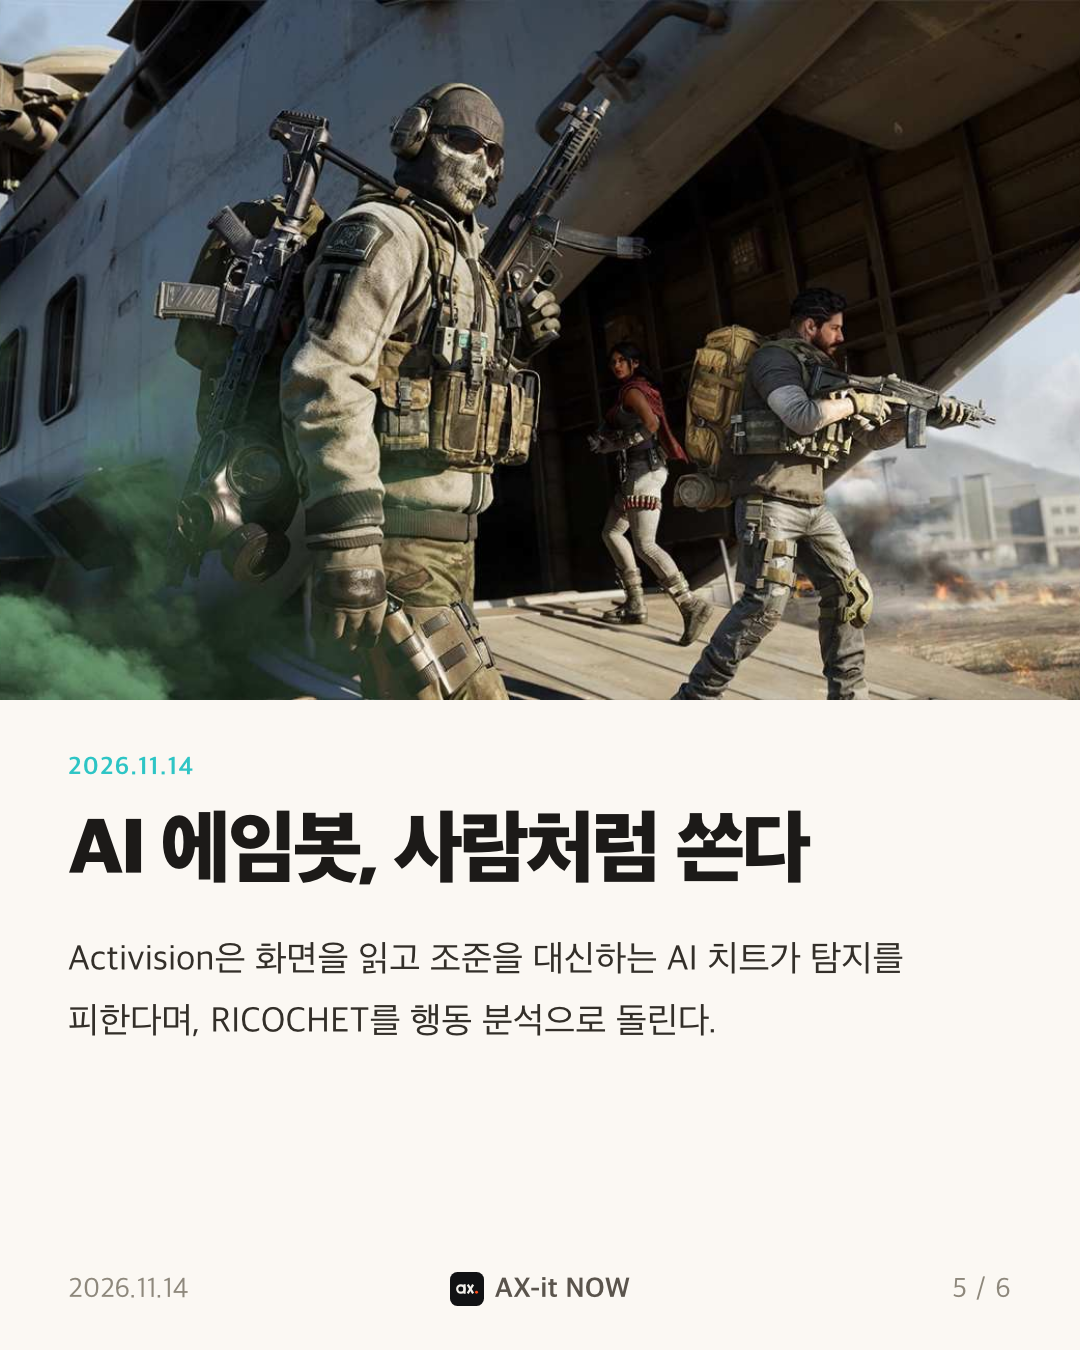 2026.11.14
AI 에임봇, 사람처럼 쏜다
Activision은 화면을 읽고 조준을 대신하는 AI 치트가 탐지를
피한다며, RICOCHET를 행동 분석으로 돌린다.
2026.11.14
ax.
AX-it NOW
5 / 6